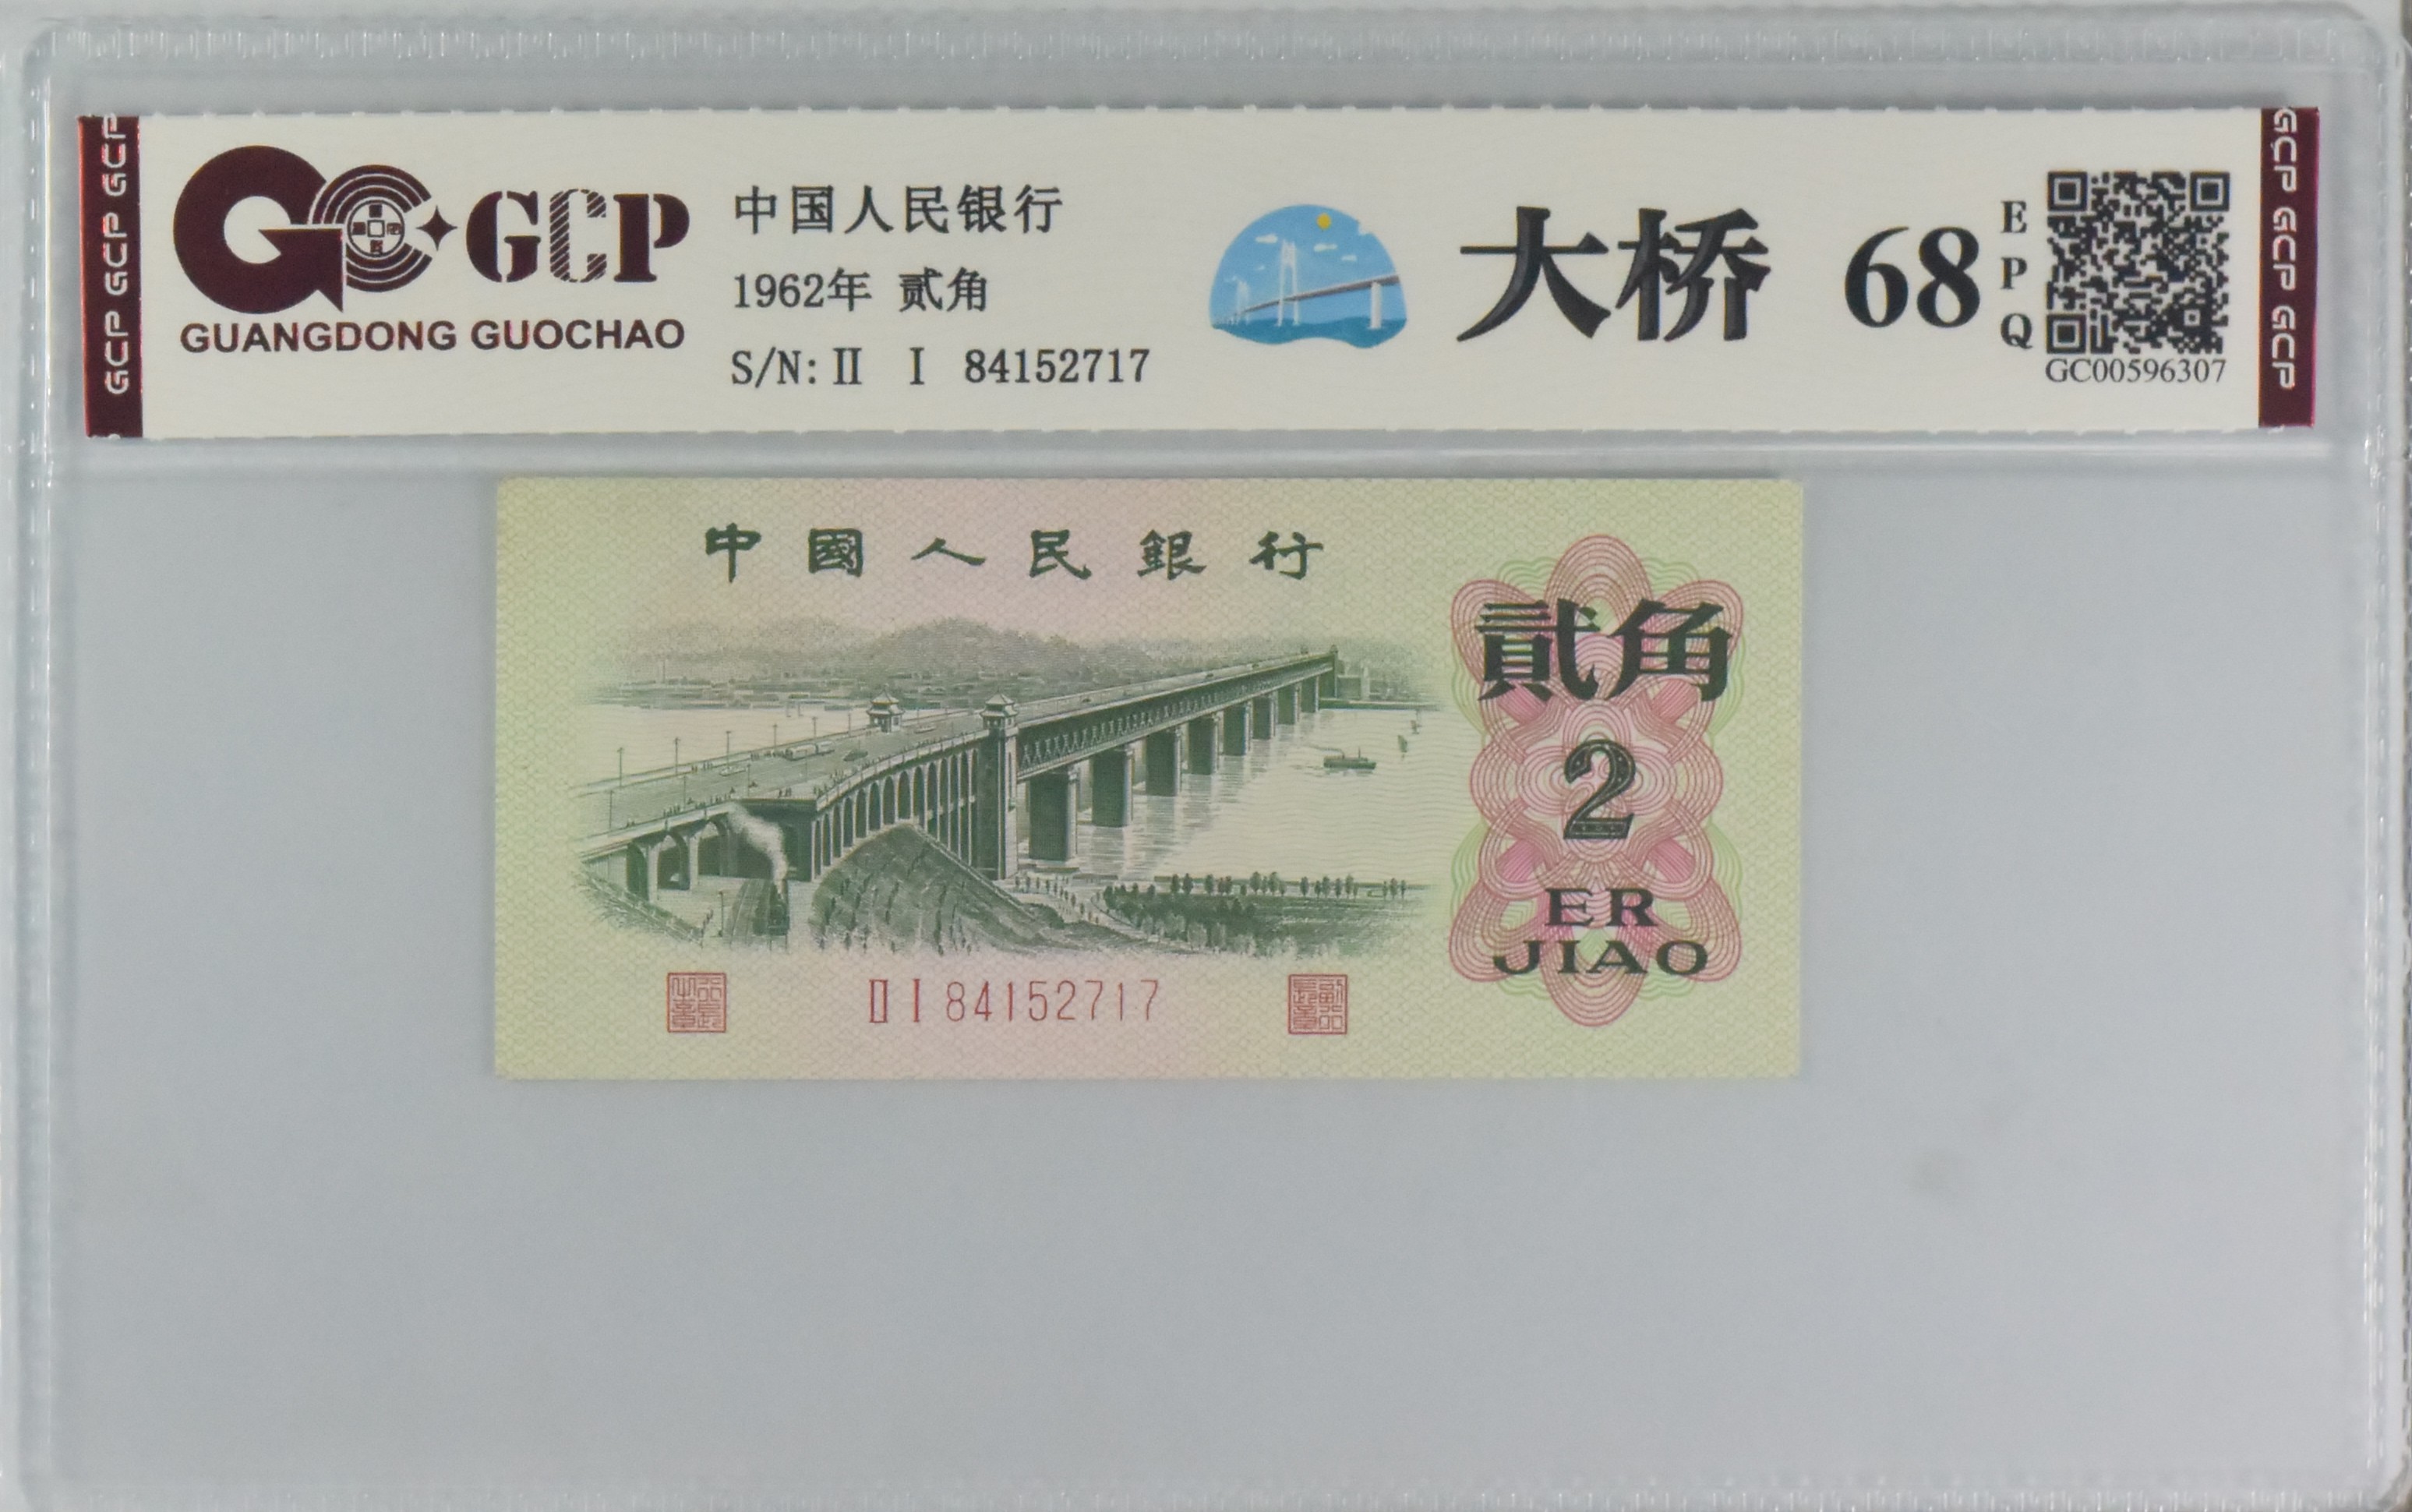 GCP GCP GCP
GCP
GUANGDONG GUOCHAO
中国人民银行
1962年 贰角
S/N: II I 84152717
大桥
68
EPQ
GC00596307
GCP GCP GCP
中國人民銀行
貳角
2
ER
JIAO
II I 84152717